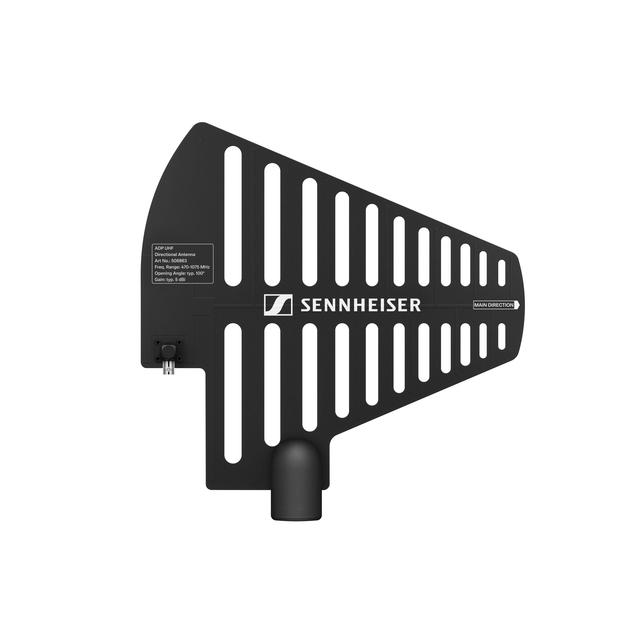 ADP UHF
Directional Antenna
Art No.: 508863
Freq. Range: 470-1075 MHz
Opening Angle: typ. 100°
Gain: typ. 5 dBi
SENNHEISER
MAIN DIRECTION